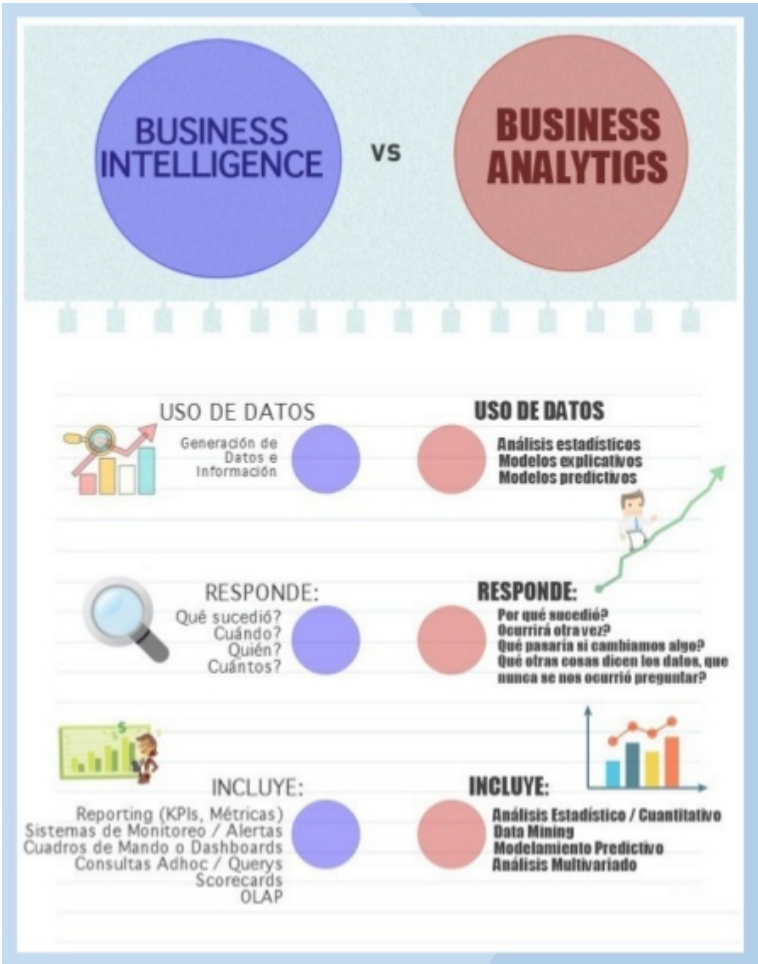 BUSINESS
INTELLIGENCE
vs
BUSINESS
ANALYTICS
USO DE DATOS
Generación de
Datos e
Información
USO DE DATOS
Análisis estadísticos
Modelos explicativos
Modelos predictivos
RESPONDE:
Qué sucedió?
Cuándo?
Quién?
Cuántos?
RESPONDE:
Por qué sucedió?
Ocurrirá otra vez?
Qué pasaría si cambiamos algo?
Qué otras cosas dicen los datos, que
nunca se nos ocurrió preguntar?
$
INCLUYE:
Reporting (KPIs, Métricas)
Sistemas de Monitoreo / Alertas
Cuadros de Mando o Dashboards
Consultas Adhoc / Querys
Scorecards
OLAP
INCLUYE:
Análisis Estadístico / Cuantitativo
Data Mining
Modelamiento Predictivo
Análisis Multivariado